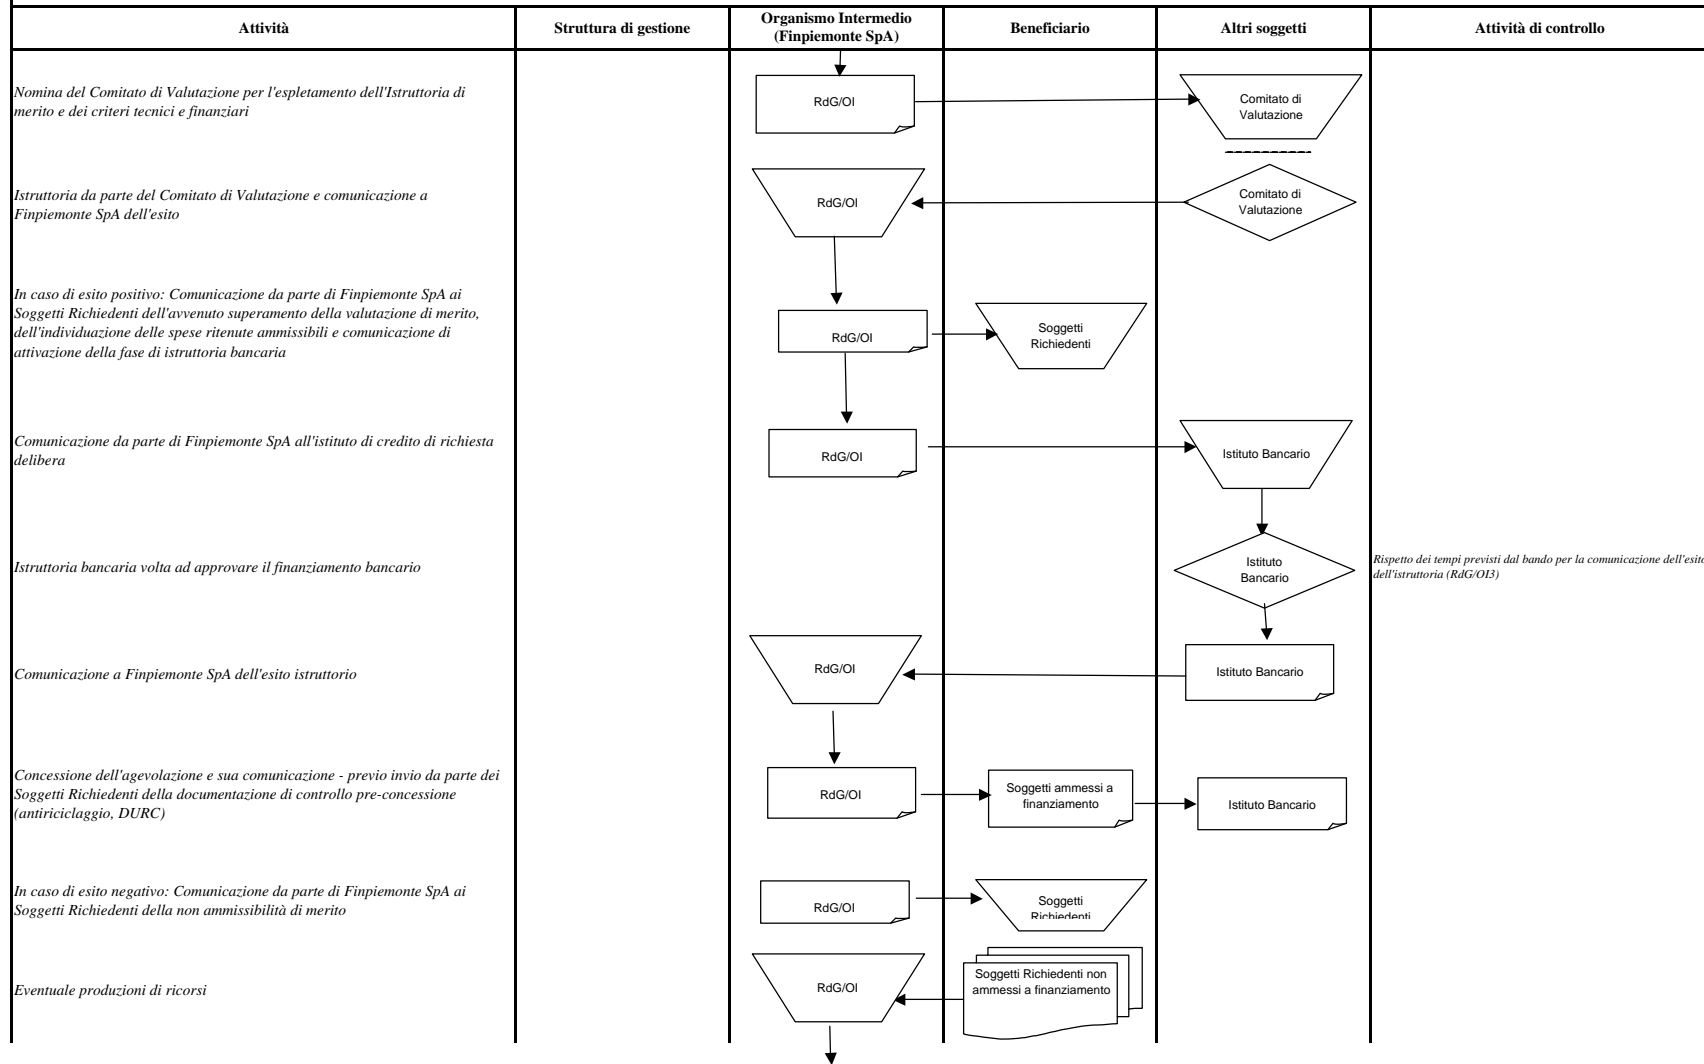 Attività
Struttura di gestione
Organismo Intermedio
(Finpiemonte SpA)
Beneficiario
Altri soggetti
Attività di controllo
Nomina del Comitato di Valutazione per l'espletamento dell'Istruttoria di
merito e dei criteri tecnici e finanziari
RdG/OI
Comitato di
Valutazione
Istruttoria da parte del Comitato di Valutazione e comunicazione a
Finpiemonte SpA dell'esito
RdG/OI
Comitato di
Valutazione
In caso di esito positivo: Comunicazione da parte di Finpiemonte SpA ai
Soggetti Richiedenti dell'avvenuto superamento della valutazione di merito,
dell'individuazione delle spese ritenute ammissibili e comunicazione di
attivazione della fase di istruttoria bancaria
RdG/OI
Soggetti
Richiedenti
Comunicazione da parte di Finpiemonte SpA all'istituto di credito di richiesta
delibera
RdG/OI
Istituto Bancario
Istruttoria bancaria volta ad approvare il finanziamento bancario
Istituto
Bancario
Rispetto dei tempi previsti dal bando per la comunicazione dell'esito
dell'istruttoria (RdG/OI3)
Comunicazione a Finpiemonte SpA dell'esito istruttorio
RdG/OI
Istituto Bancario
Concessione dell'agevolazione e sua comunicazione - previo invio da parte dei
Soggetti Richiedenti della documentazione di controllo pre-concessione
(antiriciclaggio, DURC)
RdG/OI
Soggetti ammessi a
finanziamento
Istituto Bancario
In caso di esito negativo: Comunicazione da parte di Finpiemonte SpA ai
Soggetti Richiedenti della non ammissibilità di merito
RdG/OI
Soggetti
Richiedenti
Eventuale produzioni di ricorsi
RdG/OI
Soggetti Richiedenti non
ammessi a finanziamento